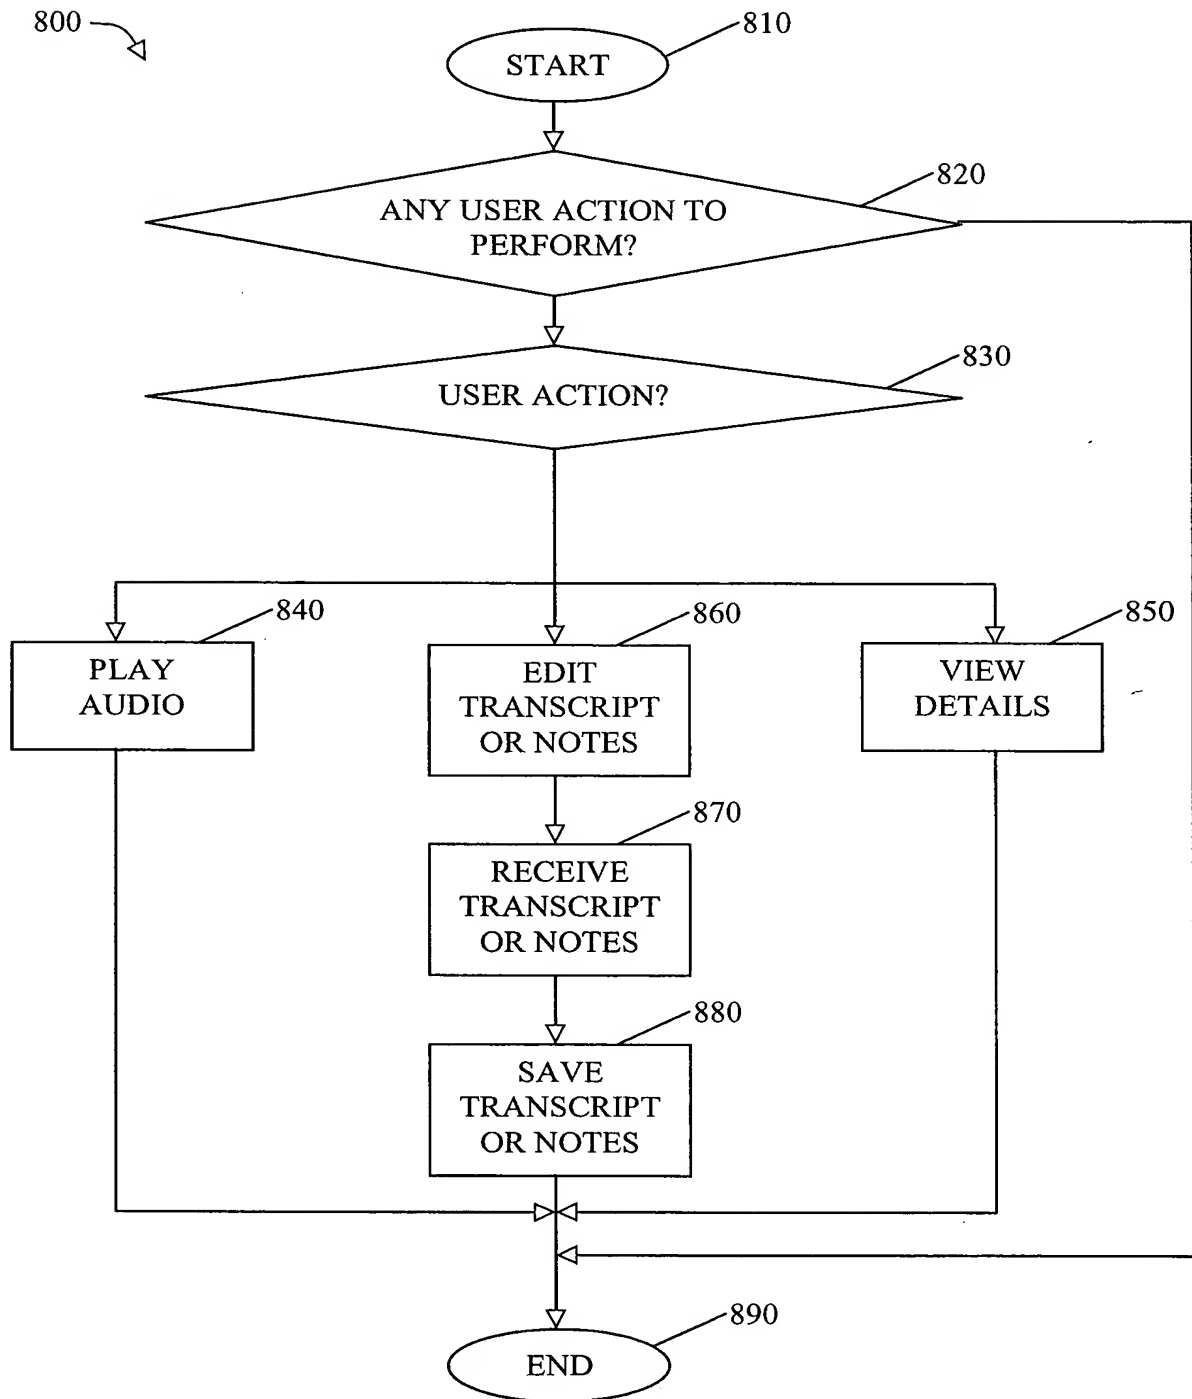 800
810
START
820
ANY USER ACTION TO
PERFORM?
830
USER ACTION?
840
PLAY
AUDIO
860
EDIT
TRANSCRIPT
OR NOTES
850
VIEW
DETAILS
870
RECEIVE
TRANSCRIPT
OR NOTES
880
SAVE
TRANSCRIPT
OR NOTES
890
END